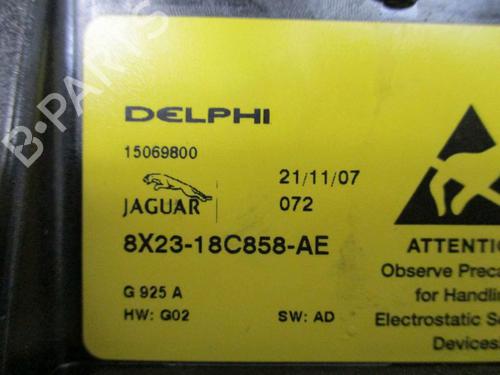 DELPHI
15069800
JAGUAR
21/11/07
072
8X23-18C858-AE
G 925 A
HW: G02
SW: AD
ATTENTI
Observe Preca
for Handlin
Electrostatic Se
Devices
B-PARTS